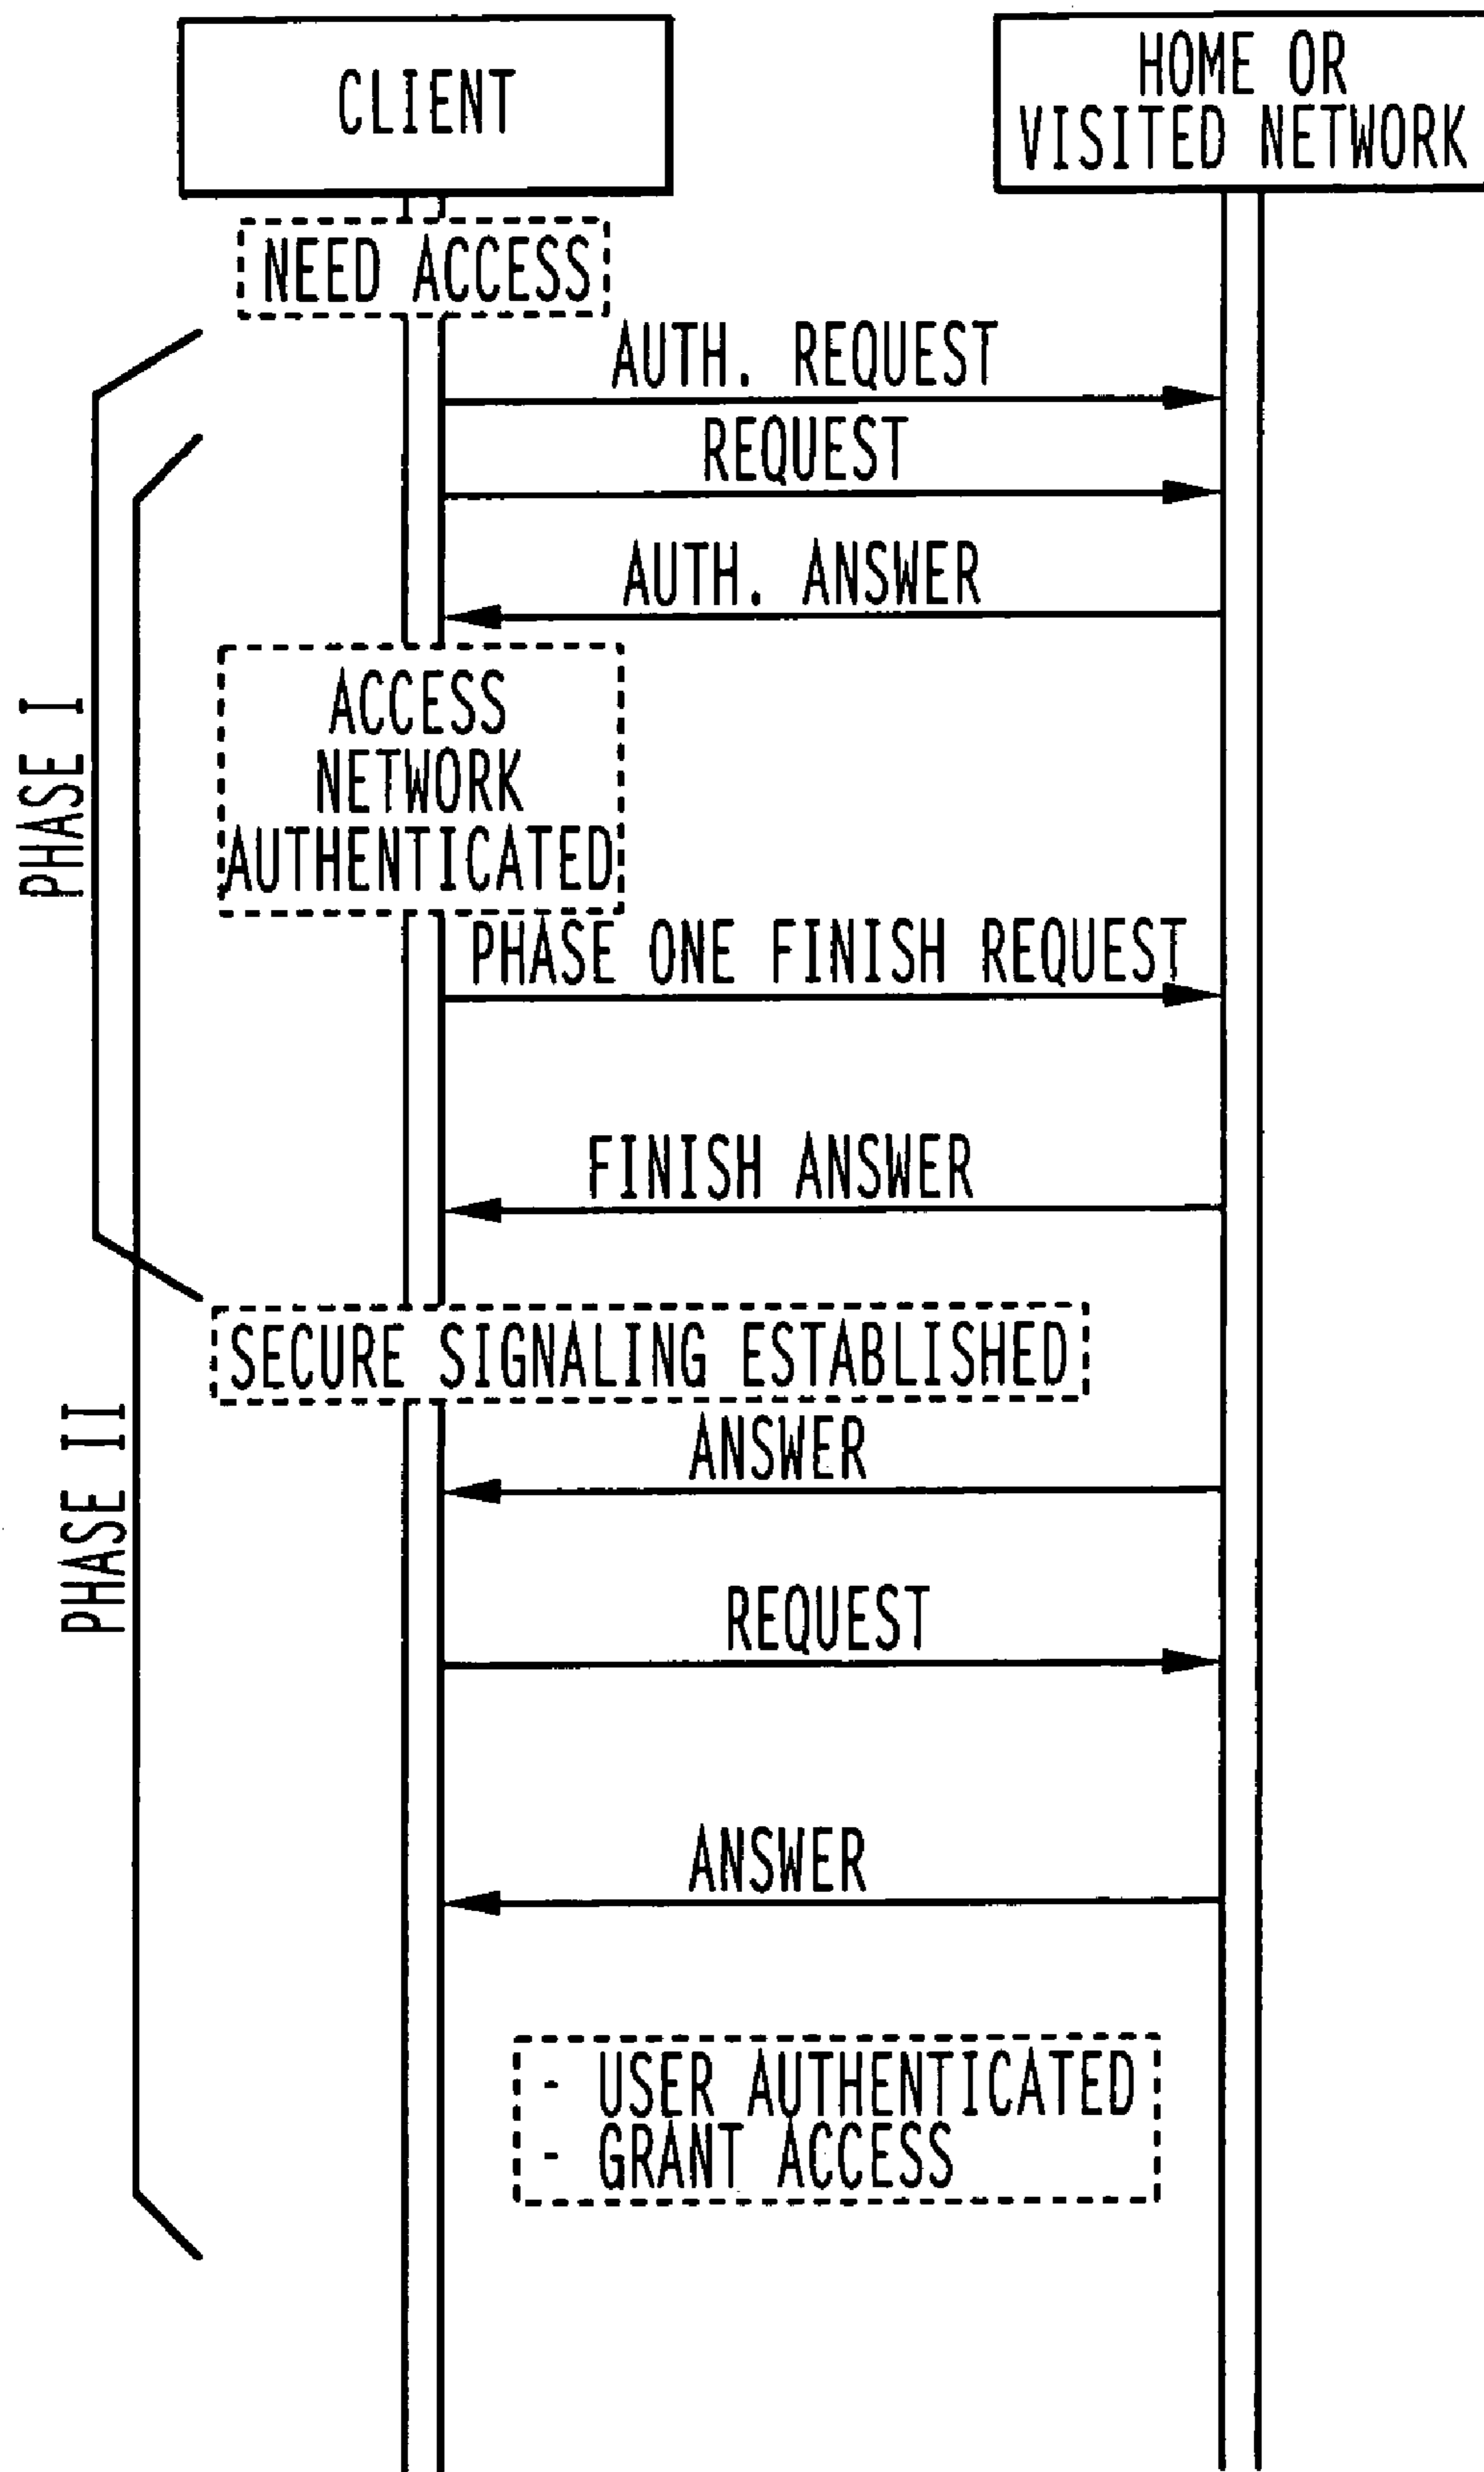 CLIENT
HOME OR
VISITED NETWORK
NEED ACCESS
AUTH. REQUEST
REQUEST
AUTH. ANSWER
ACCESS
NETWORK
AUTHENTICATED
PHASE I
PHASE ONE FINISH REQUEST
FINISH ANSWER
SECURE SIGNALING ESTABLISHED
ANSWER
PHASE II
REQUEST
ANSWER
- USER AUTHENTICATED
- GRANT ACCESS